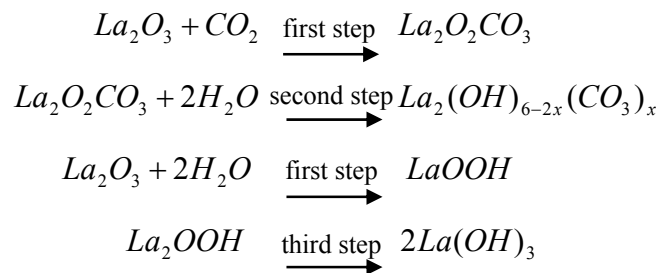 La₂O₃ + CO₂ first step La₂O₂CO₃
La₂O₂CO₃ + 2H₂O second step La₂(OH)₆₋₂ₓ(CO₃)ₓ
La₂O₃ + 2H₂O first step LaOOH
La₂OOH third step 2La(OH)₃